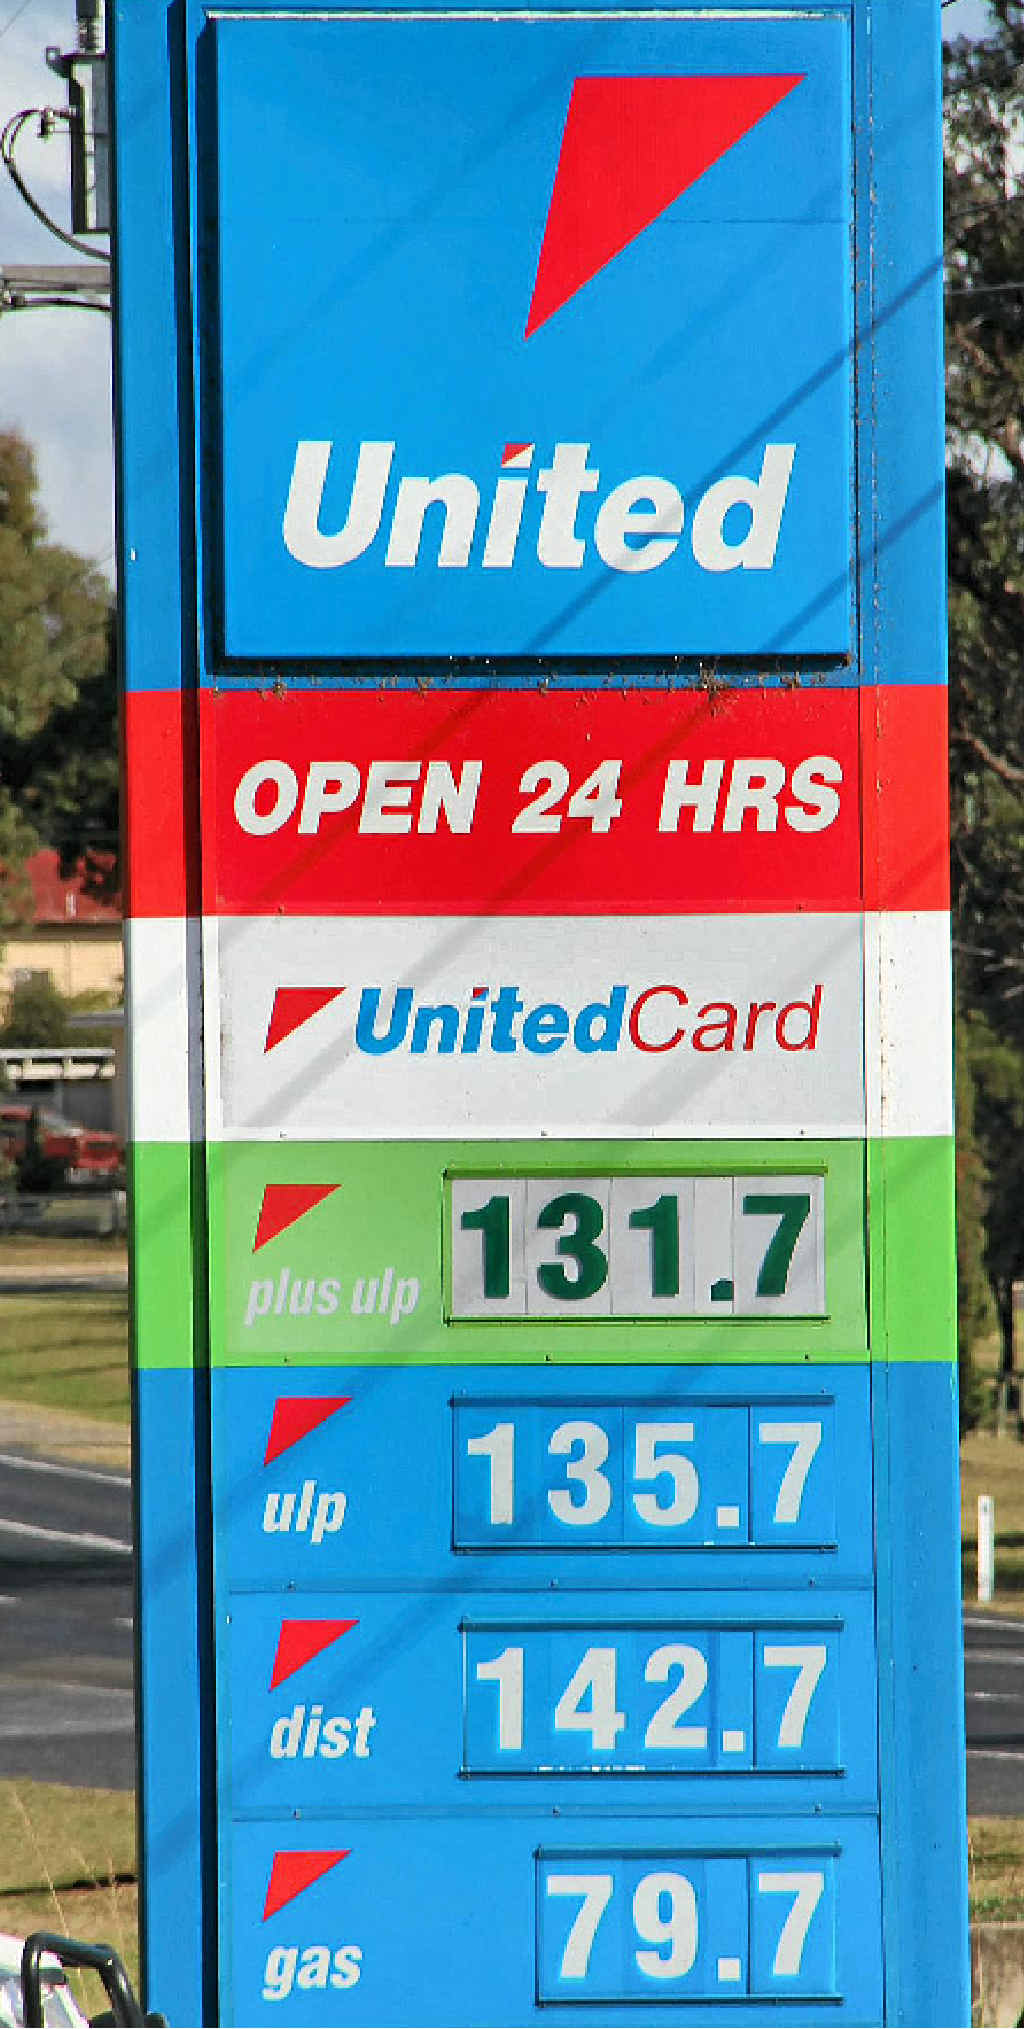 United
OPEN 24 HRS
UnitedCard
plus ulp 131.7
ulp 135.7
dist 142.7
gas 79.7